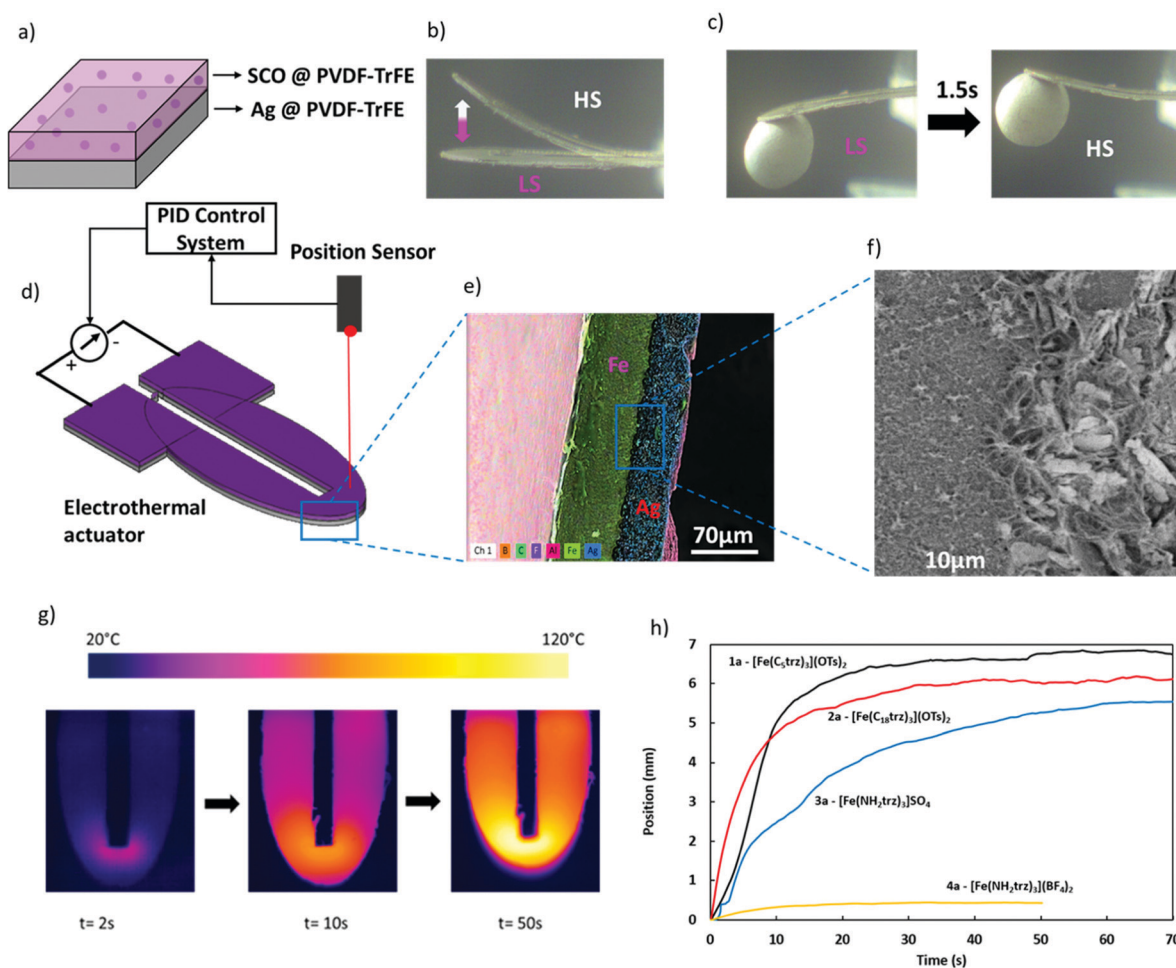 a)
SCO @ PVDF-TrFE
Ag @ PVDF-TrFE
b)
HS
LS
c)
LS
1.5s
HS
d)
PID Control
System
Position Sensor
+
-
Electrothermal
actuator
e)
Fe
Ag
70μm
Ch 1 B C F Al Fe Ag
f)
10μm
g)
20°C
120°C
t= 2s
t= 10s
t=50s
h)
Position (mm)
7
6
5
4
3
2
1
0
1a - [Fe(C₅trz)₃](OTs)₂
2a - [Fe(C₁₈trz)₃](OTs)₂
3a - [Fe(NH₂trz)₃]SO₄
4a - [Fe(NH₂trz)₃](BF₄)₂
0 10 20 30 40 50 60 70
Time (s)